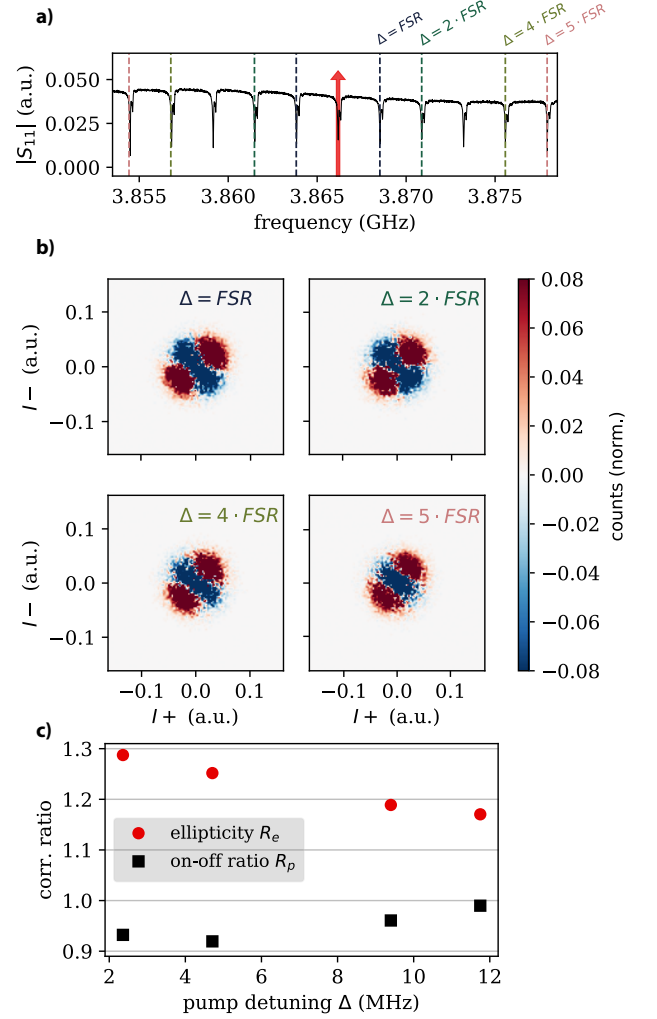 a)
Δ = FSR
Δ = 2 · FSR
Δ = 4 · FSR
Δ = 5 · FSR
|S11| (a.u.)
0.050
0.025
0.000
3.855
3.860
3.865
3.870
3.875
frequency (GHz)
b)
Δ = FSR
Δ = 2 · FSR
I − (a.u.)
0.1
0.0
−0.1
Δ = 4 · FSR
Δ = 5 · FSR
I − (a.u.)
0.1
0.0
−0.1
−0.1
0.0
0.1
−0.1
0.0
0.1
I + (a.u.)
I + (a.u.)
0.08
0.06
0.04
0.02
0.00
−0.02
−0.04
−0.06
−0.08
counts (norm.)
c)
corr. ratio
1.3
1.2
1.1
1.0
0.9
ellipticity Re
on-off ratio Rp
2
4
6
8
10
12
pump detuning Δ (MHz)